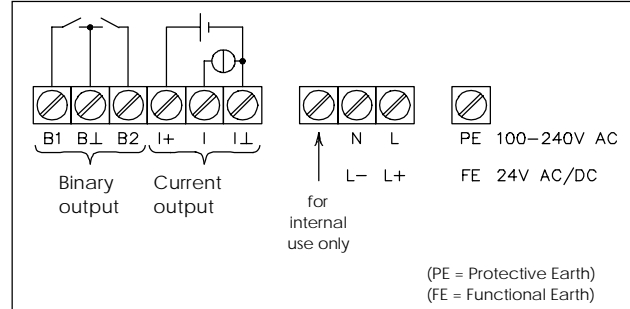 B1 B⊥ B2 I+ I I⊥ N L PE 100–240V AC
L– L+ FE 24V AC/DC
Binary output
Current output
for
internal
use only
(PE = Protective Earth)
(FE = Functional Earth)